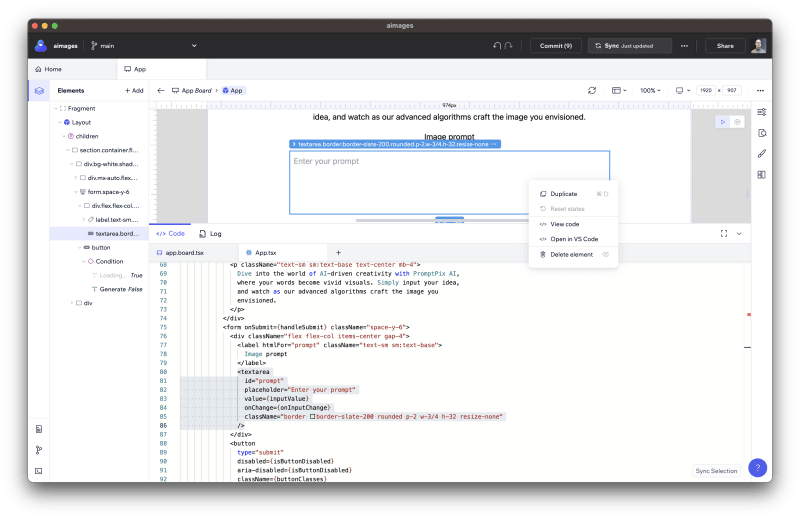 aimages
aimages
main
Commit (9)
Sync Just updated
Share
Home
App
Elements
+ Add
App Board > App
100%
1920 × 907
Fragment
Layout
children
section.container.fl...
div.bg-white.shad...
div.mx-auto.flex....
form.space-y-6
div.flex.flex-col....
label.text-sm....
textarea.bord...
button
Condition
Loading... True
Generate False
div
974px
idea, and watch as our advanced algorithms craft the image you envisioned.
Image prompt
textarea.border.border-slate-200.rounded.p-2.w-3/4.h-32.resize-none
Enter your prompt
Duplicate ⌘ D
Reset states
View code
Open in VS Code
Delete element
</> Code
Log
app.board.tsx
App.tsx
+
68 <p className="text-sm sm:text-base text-center mb-4">
69 Dive into the world of AI-driven creativity with PromptPix AI,
70 where your words become vivid visuals. Simply input your idea,
71 and watch as our advanced algorithms craft the image you
72 envisioned.
73 </p>
74 </div>
75 <form onSubmit={handleSubmit} className="space-y-6">
76 <div className="flex flex-col items-center gap-4">
77 <label htmlFor="prompt" className="text-sm sm:text-base">
78 Image prompt
79 </label>
80 <textarea
81 id="prompt"
82 placeholder="Enter your prompt"
83 value={inputValue}
84 onChange={onInputChange}
85 className="border border-slate-200 rounded p-2 w-3/4 h-32 resize-none"
86 />
87 </div>
88 <button
89 type="submit"
90 disabled={isButtonDisabled}
91 aria-disabled={isButtonDisabled}
92 className={buttonClasses}
Sync Selection
?